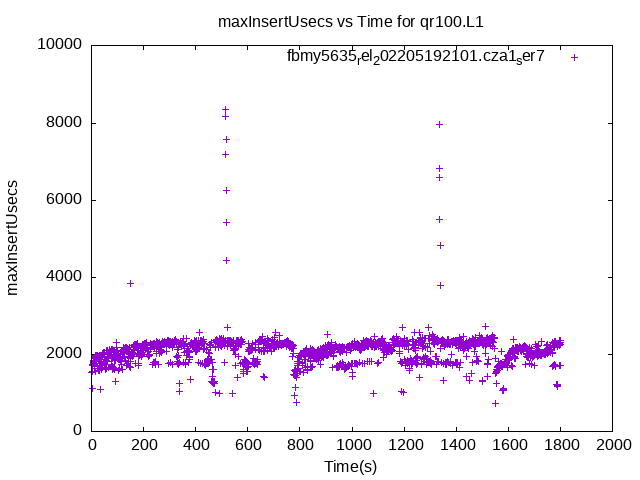 maxInsertUsecs vs Time for qr100.L1
fbmy5635rel202205192101.cza1ser7
10000
8000
6000
4000
2000
0
maxInsertUsecs
0 200 400 600 800 1000 1200 1400 1600 1800 2000
Time(s)